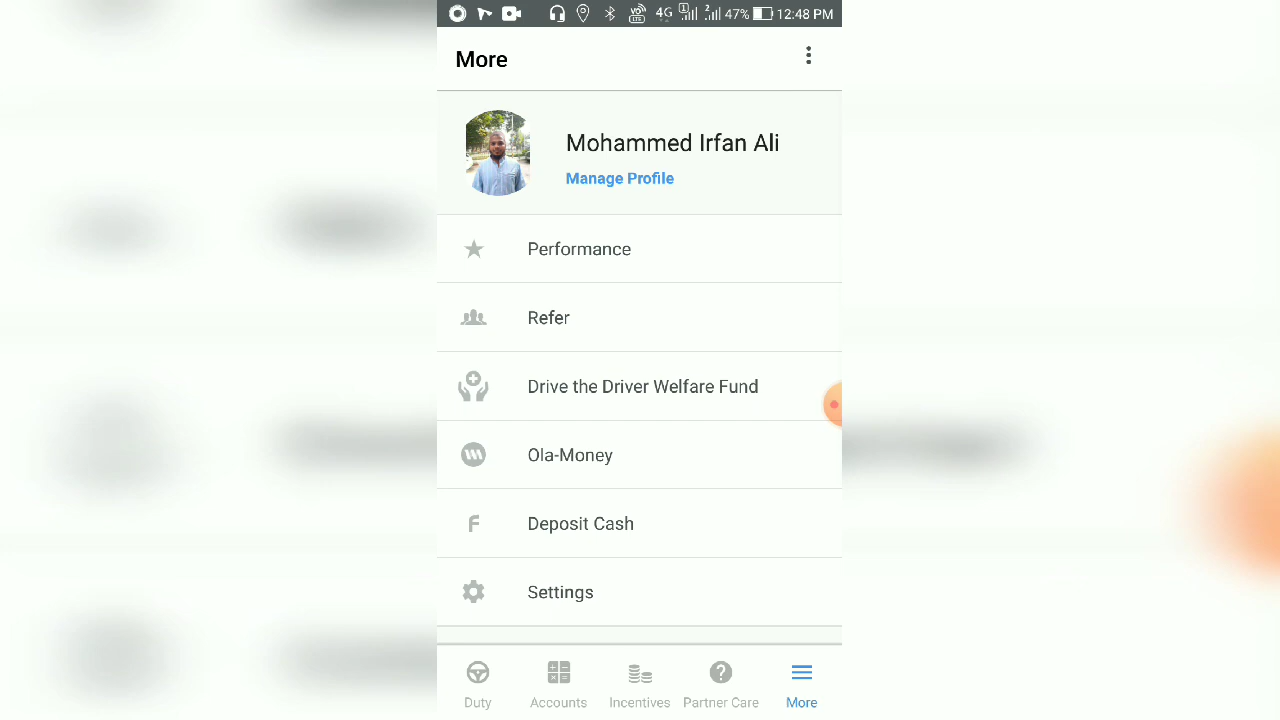 4G 47% 12:48 PM
More
Mohammed Irfan Ali
Manage Profile
Performance
Refer
Drive the Driver Welfare Fund
Ola-Money
Deposit Cash
Settings
Duty Accounts Incentives Partner Care More